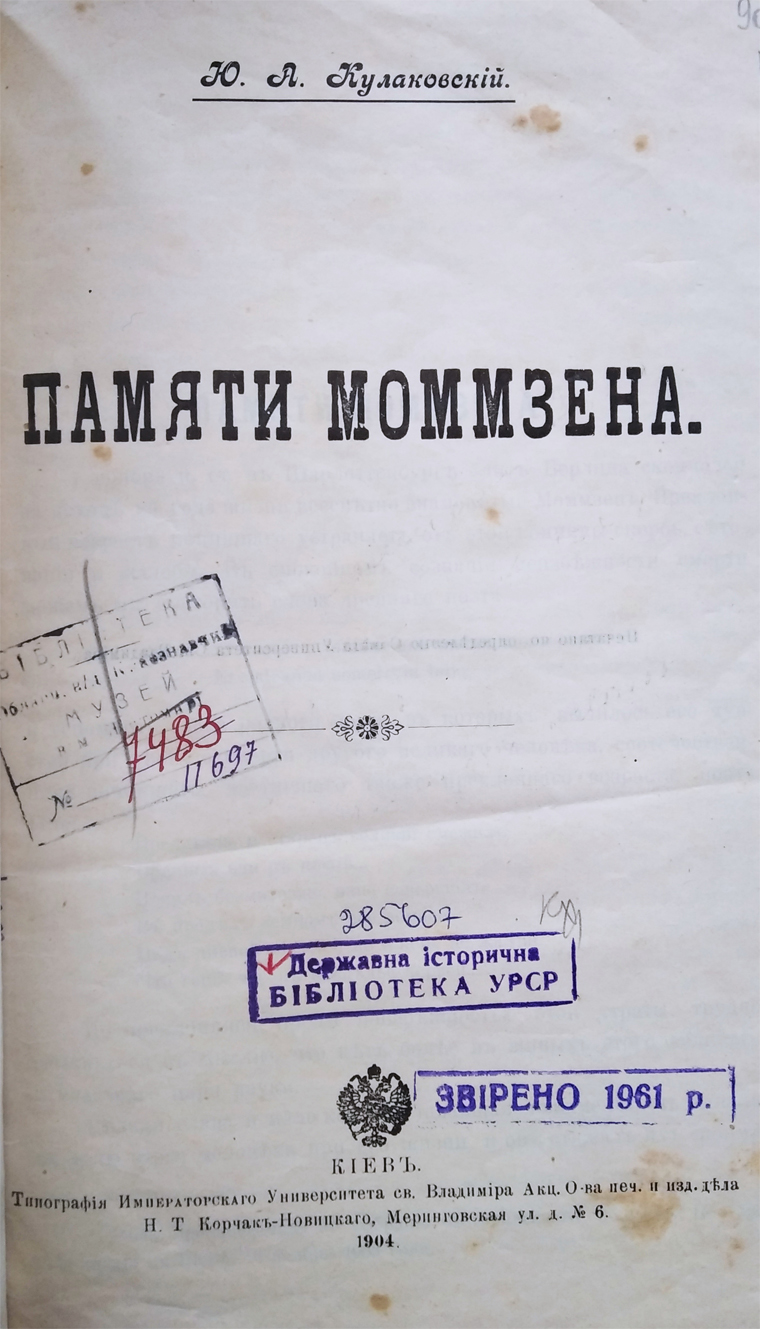 Ю. А. Кулаковскій.
ПАМЯТИ МОММЗЕНА.
БІБЛІОТЕКА
МУЗЕЙ.
№
7483
П697
285607
Державна історична
БІБЛІОТЕКА УРСР
ЗВІРЕНО 1961 р.
КІЕВЪ.
Типографія Императорскаго Университета св. Владиміра Акц. О-ва печ. и изд. дѣла
Н. Т Корчакъ-Новицкаго, Меринговская ул. д. № 6.
1904.